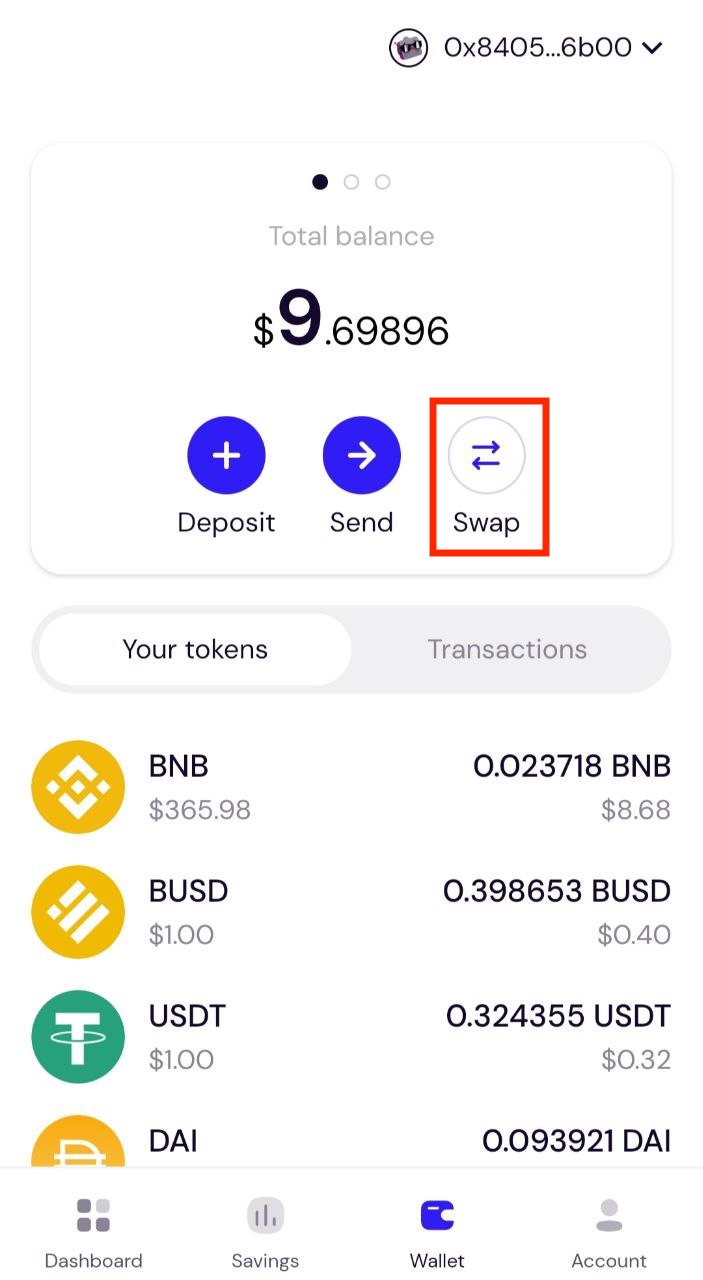 0x8405...6b00
Total balance
$9.69896
Deposit Send Swap
Your tokens Transactions
BNB 0.023718 BNB
$365.98 $8.68
BUSD 0.398653 BUSD
$1.00 $0.40
USDT 0.324355 USDT
$1.00 $0.32
DAI 0.093921 DAI
Dashboard Savings Wallet Account